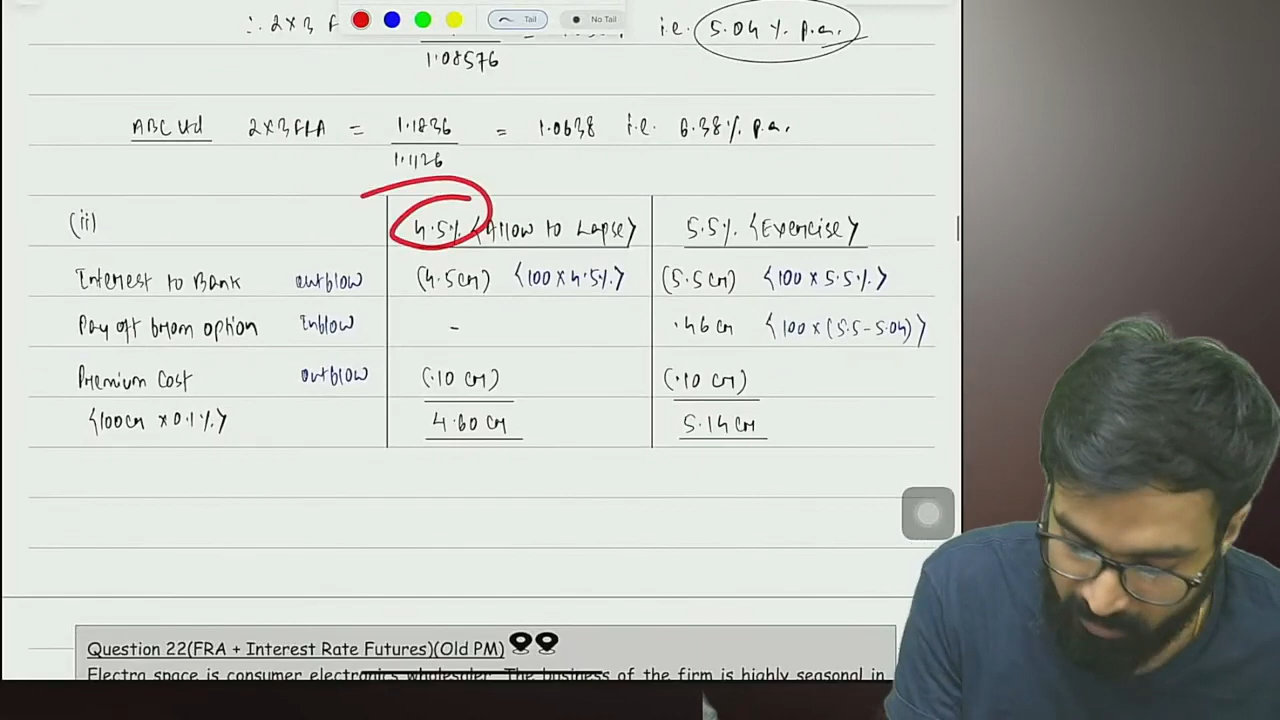 ∴ 2×3 F
Tail
No Tail
i.e. 5.04 %. p.a.
1.08576
ABC Ltd 2×3 FRA = 1.1836 = 1.0638 i.e. 6.38% p.a.
1.1126
(ii) 4.5% {Allow to Lapse} 5.5%. {Exercise}
Interest to Bank outflow (4.5cr) {100 × 4.5%} (5.5cr) {100 × 5.5%}
Pay off from option Inflow - .46 cr {100 × (5.5 - 5.04)}
Premium Cost outflow (.10 cr) (.10 cr)
{100cr × 0.1%} 4.60 cr 5.14 cr
Question 22(FRA + Interest Rate Futures)(Old PM)
Electra space is consumer electronics wholesaler. The business of the firm is highly seasonal in